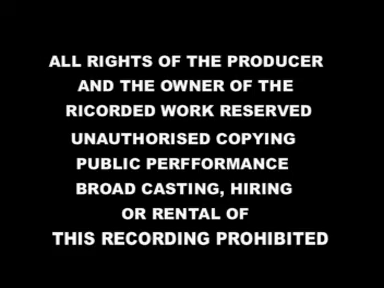 ALL RIGHTS OF THE PRODUCER
AND THE OWNER OF THE
RICORDED WORK RESERVED
UNAUTHORISED COPYING
PUBLIC PERFFORMANCE
BROAD CASTING, HIRING
OR RENTAL OF
THIS RECORDING PROHIBITED